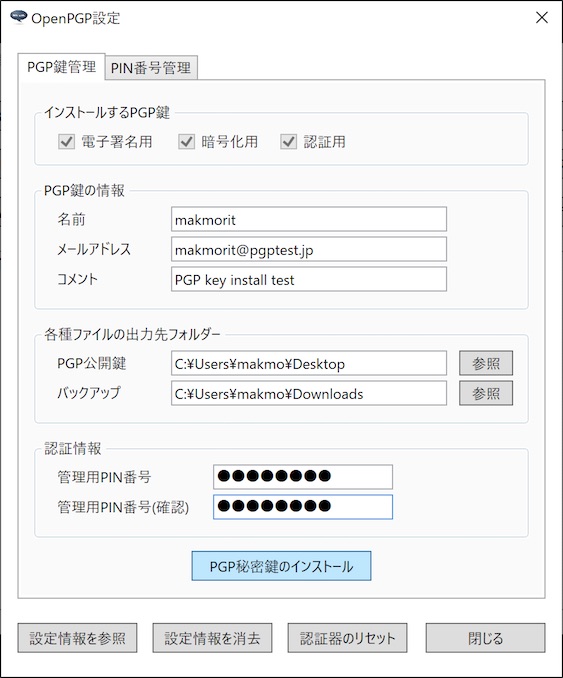 OpenPGP設定
PGP鍵管理 PIN番号管理
インストールするPGP鍵
電子署名用 暗号化用 認証用
PGP鍵の情報
名前 makmorit
メールアドレス makmorit@pgptest.jp
コメント PGP key install test
各種ファイルの出力先フォルダー
PGP公開鍵 C:¥Users¥makmo¥Desktop 参照
バックアップ C:¥Users¥makmo¥Downloads 参照
認証情報
管理用PIN番号 ●●●●●●●●
管理用PIN番号(確認) ●●●●●●●●
PGP秘密鍵のインストール
設定情報を参照 設定情報を消去 認証器のリセット 閉じる